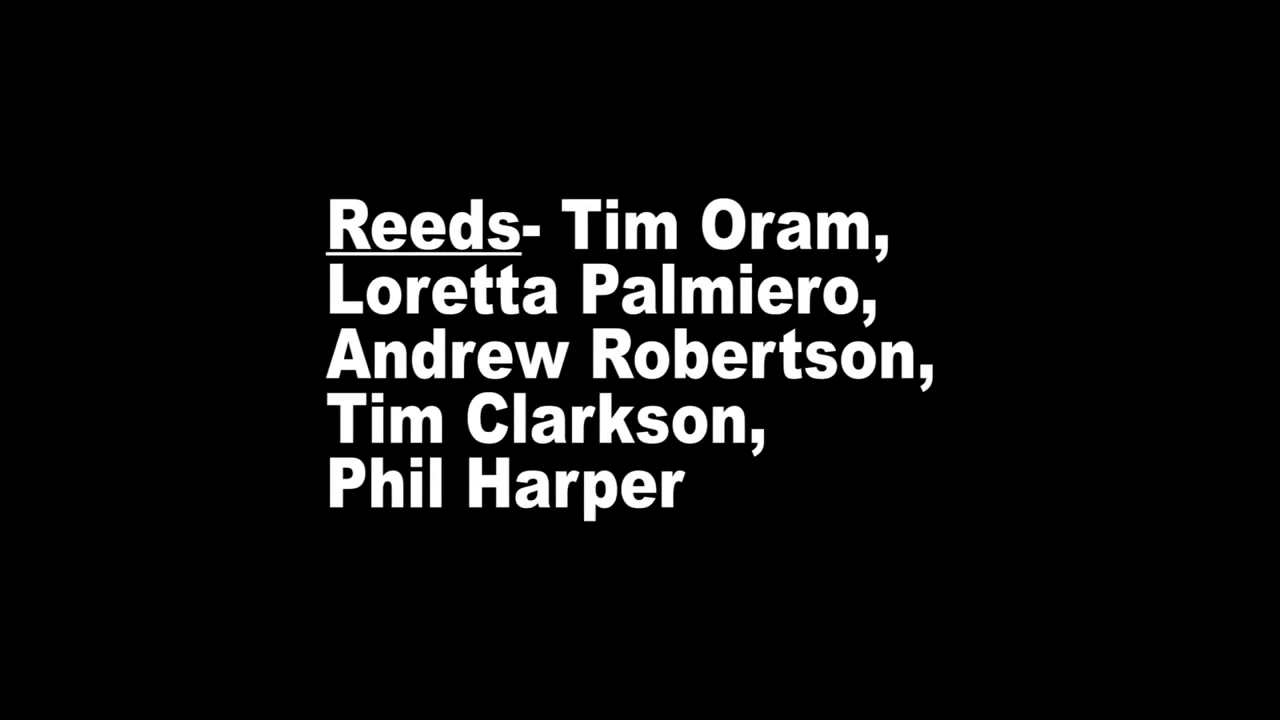 Reeds- Tim Oram,
Loretta Palmiero,
Andrew Robertson,
Tim Clarkson,
Phil Harper